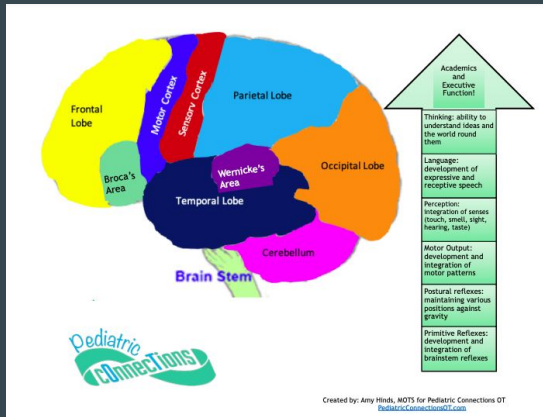 Frontal
Lobe
Motor Cortex
Sensory Cortex
Parietal Lobe
Broca's
Area
Wernicke's
Area
Temporal Lobe
Occipital Lobe
Cerebellum
Brain Stem
Pediatric
Connections
Academics
and
Executive
Function!
Thinking: ability to
understand ideas and
the world round
them
Language:
development of
expressive and
receptive speech
Perception:
integration of senses
(touch, smell, sight,
hearing, taste)
Motor Output:
development and
integration of
motor patterns
Postural reflexes:
maintaining various
positions against
gravity
Primitive Reflexes:
development and
integration of
brainstem reflexes
Created by: Amy Hinds, MOTS for Pediatric Connections OT
PediatricConnectionsOT.com